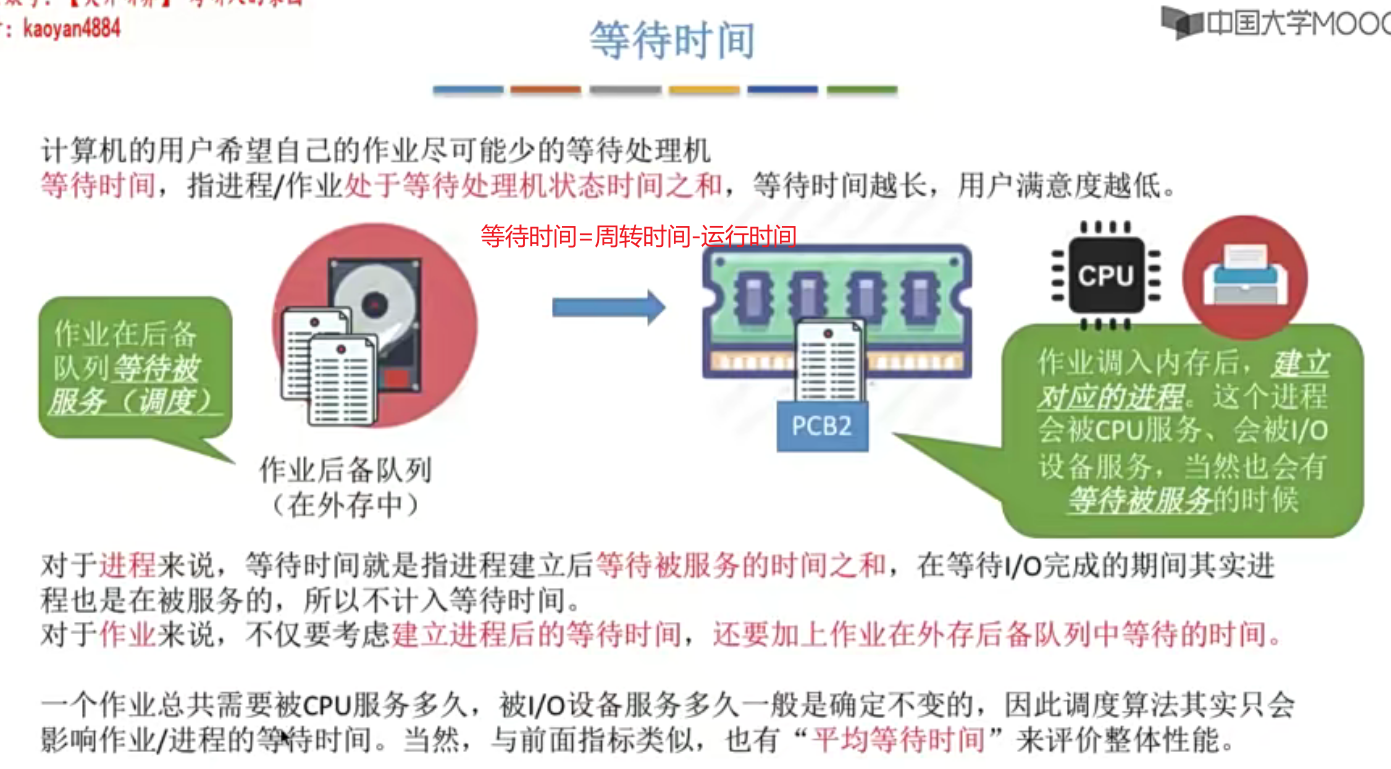 : kaoyan4884
等待时间
中国大学MOOC
计算机的用户希望自己的作业尽可能少的等待处理机
等待时间，指进程/作业处于等待处理机状态时间之和，等待时间越长，用户满意度越低。
等待时间=周转时间-运行时间
作业在后备
队列等待被
服务（调度）
作业后备队列
（在外存中）
PCB2
CPU
作业调入内存后，建立
对应的进程。这个进程
会被CPU服务、会被I/O
设备服务，当然也会有
等待被服务的时候
对于进程来说，等待时间就是指进程建立后等待被服务的时间之和，在等待I/O完成的期间其实进
程也是在被服务的，所以不计入等待时间。
对于作业来说，不仅要考虑建立进程后的等待时间，还要加上作业在外存后备队列中等待的时间。
一个作业总共需要被CPU服务多久，被I/O设备服务多久一般是确定不变的，因此调度算法其实只会
影响作业/进程的等待时间。当然，与前面指标类似，也有“平均等待时间”来评价整体性能。